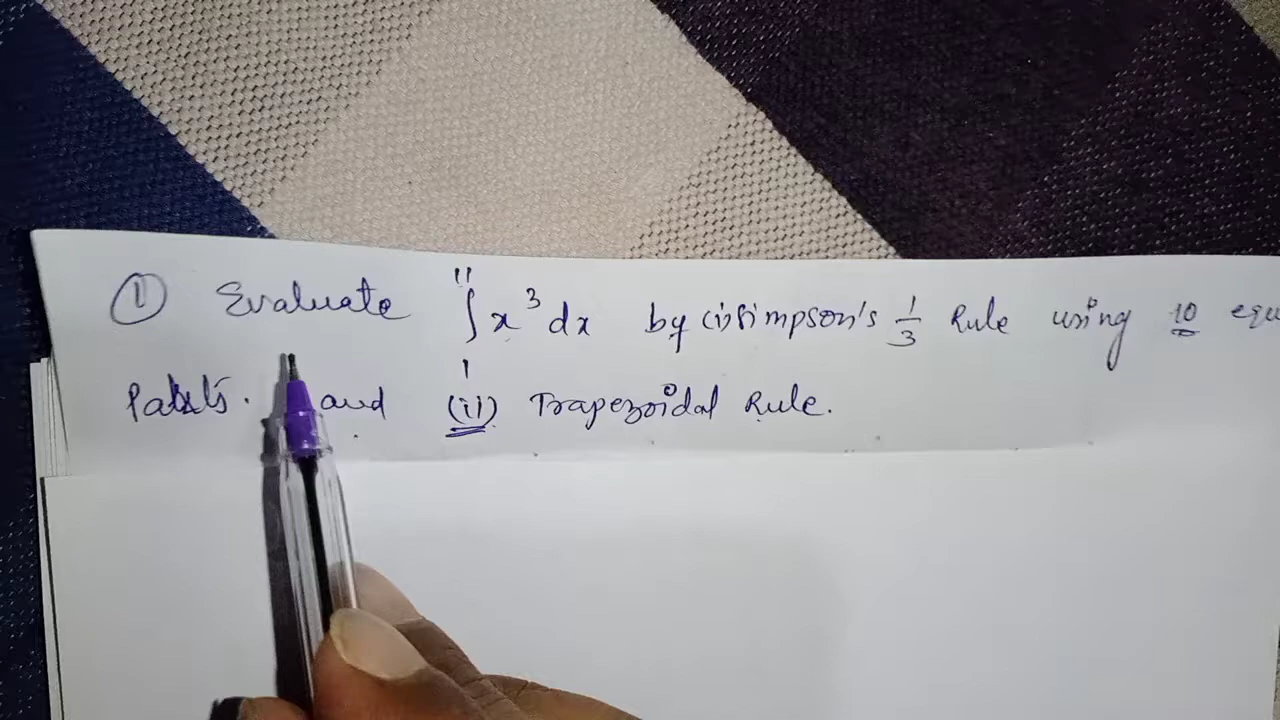 ① Evaluate ∫₁¹¹ x³ dx by (i) Simpson's 1/3 Rule using 10 equ
Parts. and (ii) Trapezoidal Rule.